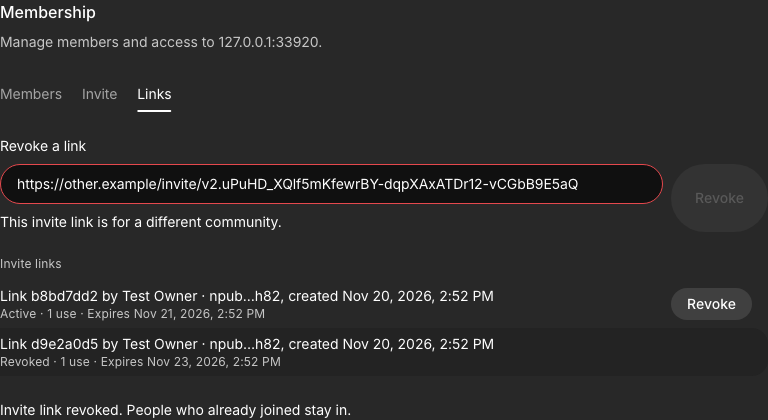 Membership
Manage members and access to 127.0.0.1:33920.
Members Invite Links
Revoke a link
https://other.example/invite/v2.uPuHD_XQlf5mKfewrBY-dqpXAxATDr12-vCGbB9E5aQ
Revoke
This invite link is for a different community.
Invite links
Link b8bd7dd2 by Test Owner · npub...h82, created Nov 20, 2026, 2:52 PM
Active · 1 use · Expires Nov 21, 2026, 2:52 PM
Revoke
Link d9e2a0d5 by Test Owner · npub...h82, created Nov 20, 2026, 2:52 PM
Revoked · 1 use · Expires Nov 23, 2026, 2:52 PM
Invite link revoked. People who already joined stay in.